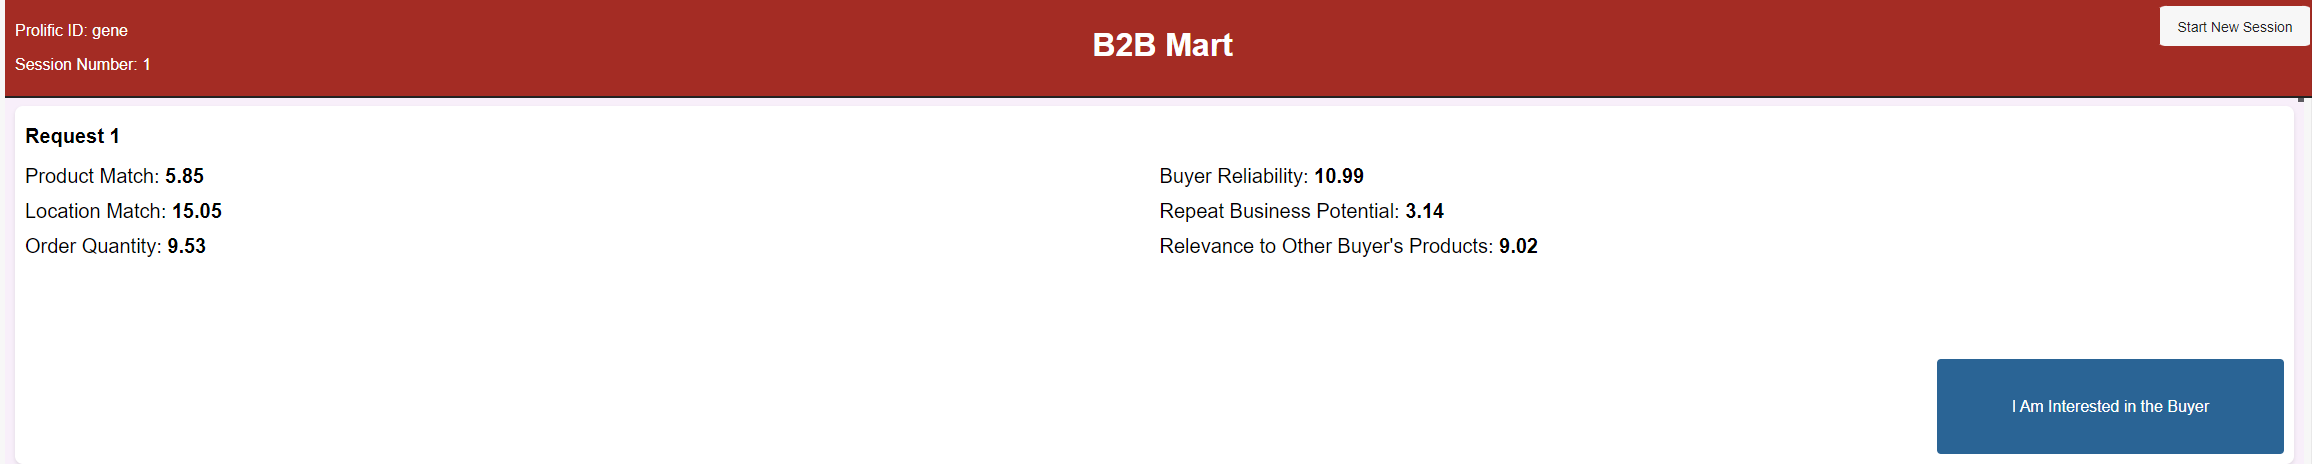 Prolific ID: gene
Session Number: 1
B2B Mart
Start New Session
Request 1
Product Match: 5.85
Location Match: 15.05
Order Quantity: 9.53
Buyer Reliability: 10.99
Repeat Business Potential: 3.14
Relevance to Other Buyer's Products: 9.02
I Am Interested in the Buyer